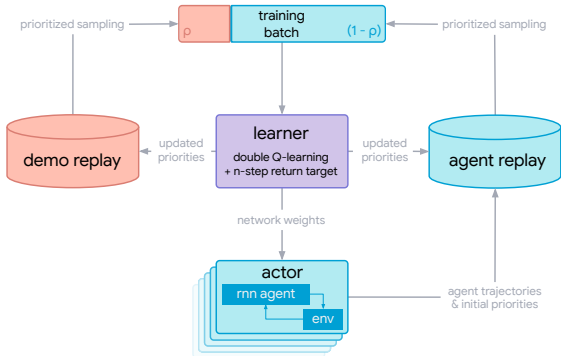 prioritized sampling
ρ
training
batch
(1 - ρ)
prioritized sampling
demo replay
updated
priorities
learner
double Q-learning
+ n-step return target
updated
priorities
agent replay
network weights
actor
rnn agent
env
agent trajectories
& initial priorities